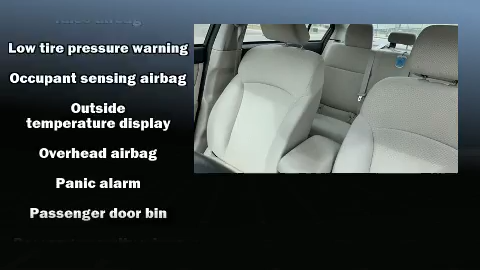 Low tire pressure warning
Occupant sensing airbag
Outside
temperature display
Overhead airbag
Panic alarm
Passenger door bin